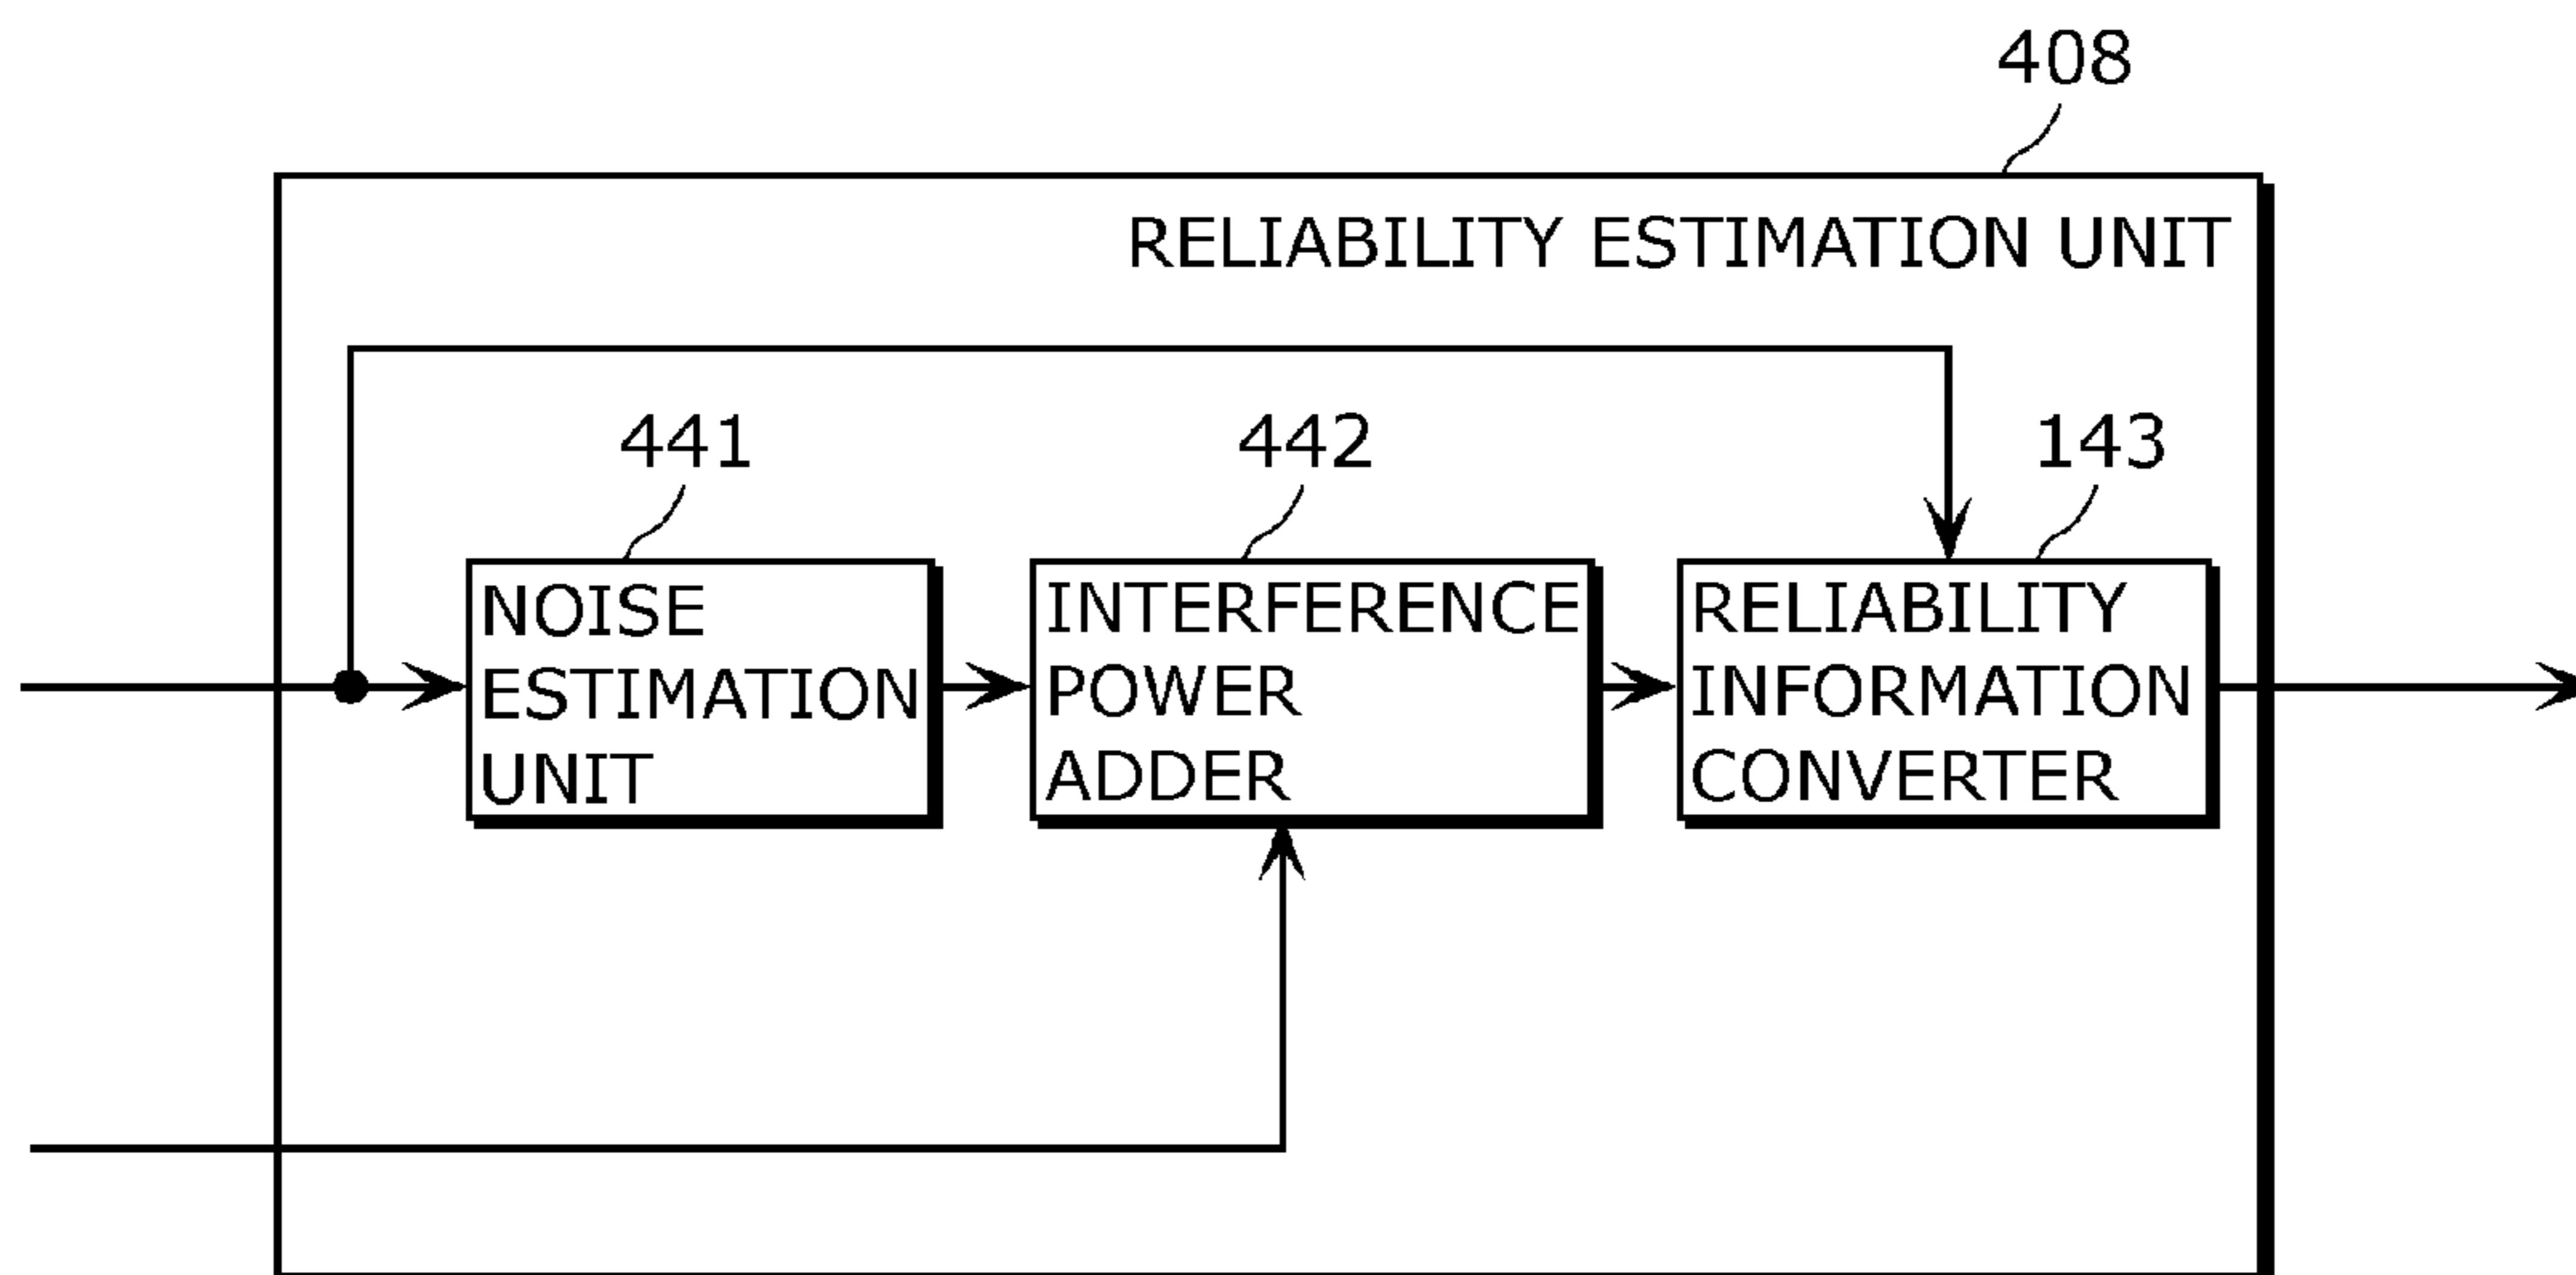 408
RELIABILITY ESTIMATION UNIT
441
442
143
NOISE
ESTIMATION
UNIT
INTERFERENCE
POWER
ADDER
RELIABILITY
INFORMATION
CONVERTER